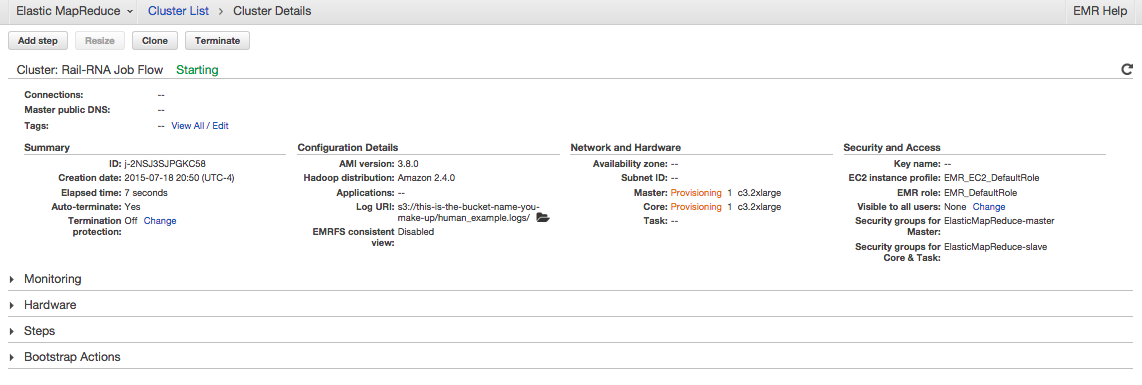 Elastic MapReduce Cluster List > Cluster Details EMR Help
Add step Resize Clone Terminate
Cluster: Rail-RNA Job Flow Starting
Connections: --
Master public DNS: --
Tags: -- View All / Edit
Summary
ID: j-2NSJ3SJPGKC58
Creation date: 2015-07-18 20:50 (UTC-4)
Elapsed time: 7 seconds
Auto-terminate: Yes
Termination protection: Off Change
Configuration Details
AMI version: 3.8.0
Hadoop distribution: Amazon 2.4.0
Applications: --
Log URI: s3://this-is-the-bucket-name-you-
make-up/human_example.logs/
EMRFS consistent view: Disabled
Network and Hardware
Availability zone: --
Subnet ID: --
Master: Provisioning 1 c3.2xlarge
Core: Provisioning 1 c3.2xlarge
Task: --
Security and Access
Key name: --
EC2 instance profile: EMR_EC2_DefaultRole
EMR role: EMR_DefaultRole
Visible to all users: None Change
Security groups for Master: ElasticMapReduce-master
Security groups for Core & Task: ElasticMapReduce-slave
Monitoring
Hardware
Steps
Bootstrap Actions